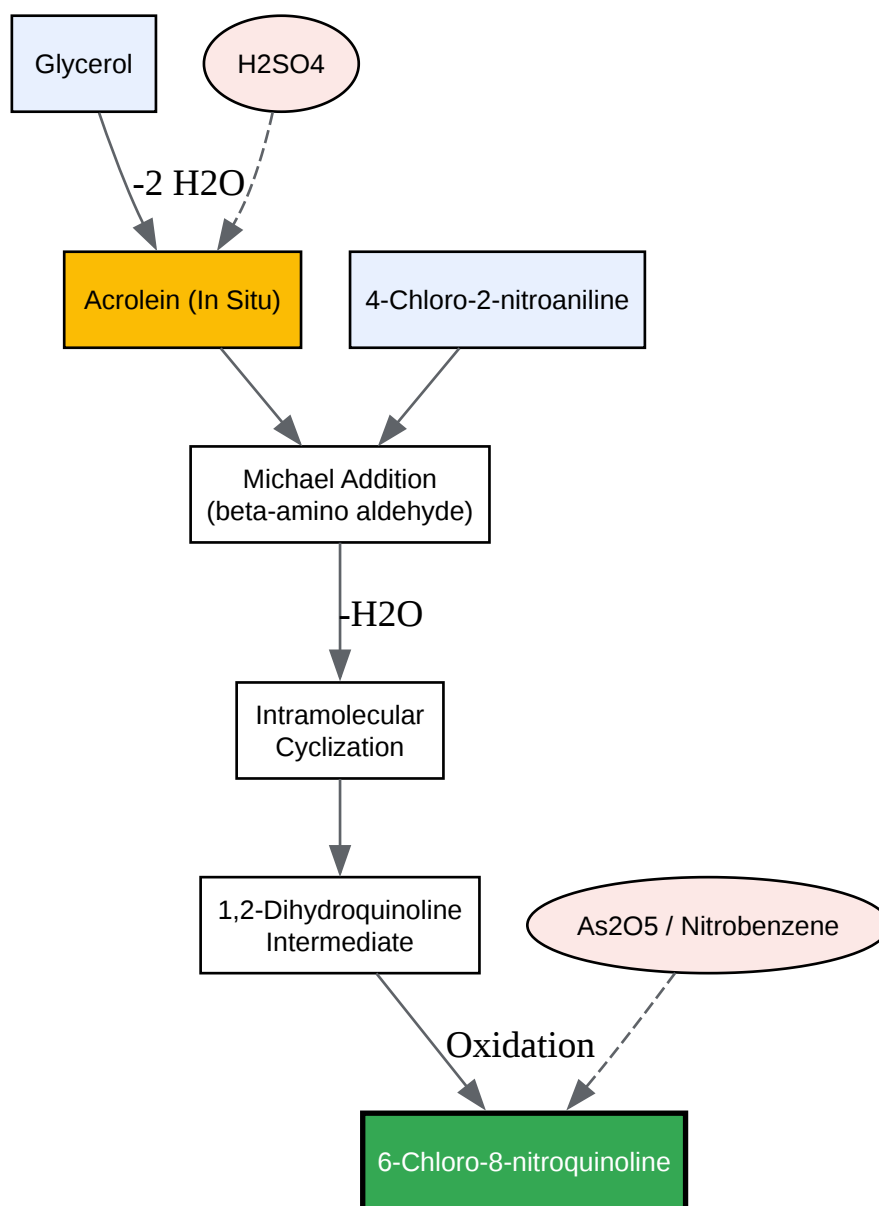 Glycerol
H2SO4
-2 H2O
Acrolein (In Situ)
4-Chloro-2-nitroaniline
Michael Addition
(beta-amino aldehyde)
-H2O
Intramolecular
Cyclization
1,2-Dihydroquinoline
Intermediate
As2O5 / Nitrobenzene
Oxidation
6-Chloro-8-nitroquinoline